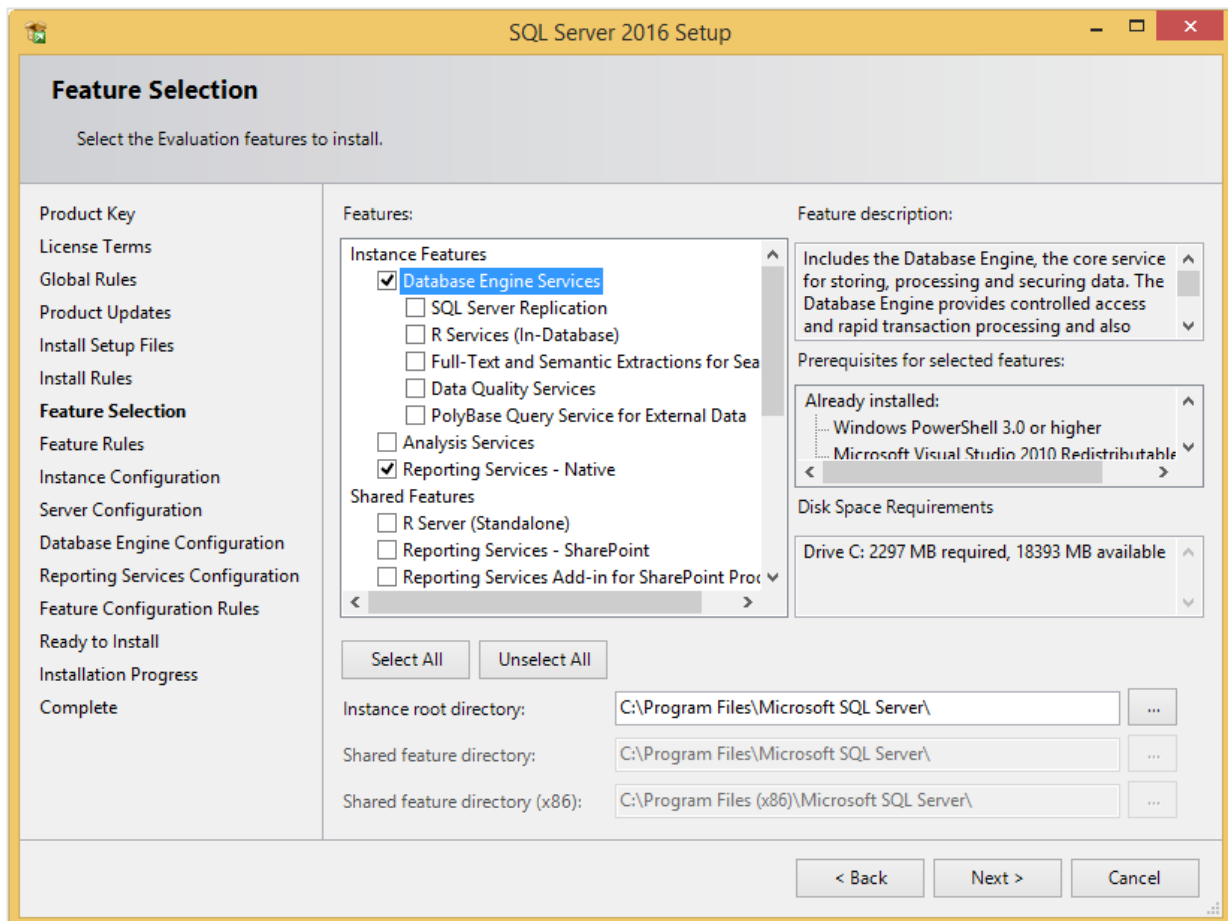 SQL Server 2016 Setup
Feature Selection
Select the Evaluation features to install.
Product Key
License Terms
Global Rules
Product Updates
Install Setup Files
Install Rules
Feature Selection
Feature Rules
Instance Configuration
Server Configuration
Database Engine Configuration
Reporting Services Configuration
Feature Configuration Rules
Ready to Install
Installation Progress
Complete
Features:
Instance Features
Database Engine Services
SQL Server Replication
R Services (In-Database)
Full-Text and Semantic Extractions for Sea
Data Quality Services
PolyBase Query Service for External Data
Analysis Services
Reporting Services - Native
Shared Features
R Server (Standalone)
Reporting Services - SharePoint
Reporting Services Add-in for SharePoint Proc
Feature description:
Includes the Database Engine, the core service
for storing, processing and securing data. The
Database Engine provides controlled access
and rapid transaction processing and also
Prerequisites for selected features:
Already installed:
Windows PowerShell 3.0 or higher
Microsoft Visual Studio 2010 Redistributable
Disk Space Requirements
Drive C: 2297 MB required, 18393 MB available
Select All
Unselect All
Instance root directory:
C:\Program Files\Microsoft SQL Server\
...
Shared feature directory:
C:\Program Files\Microsoft SQL Server\
...
Shared feature directory (x86):
C:\Program Files (x86)\Microsoft SQL Server\
...
< Back
Next >
Cancel